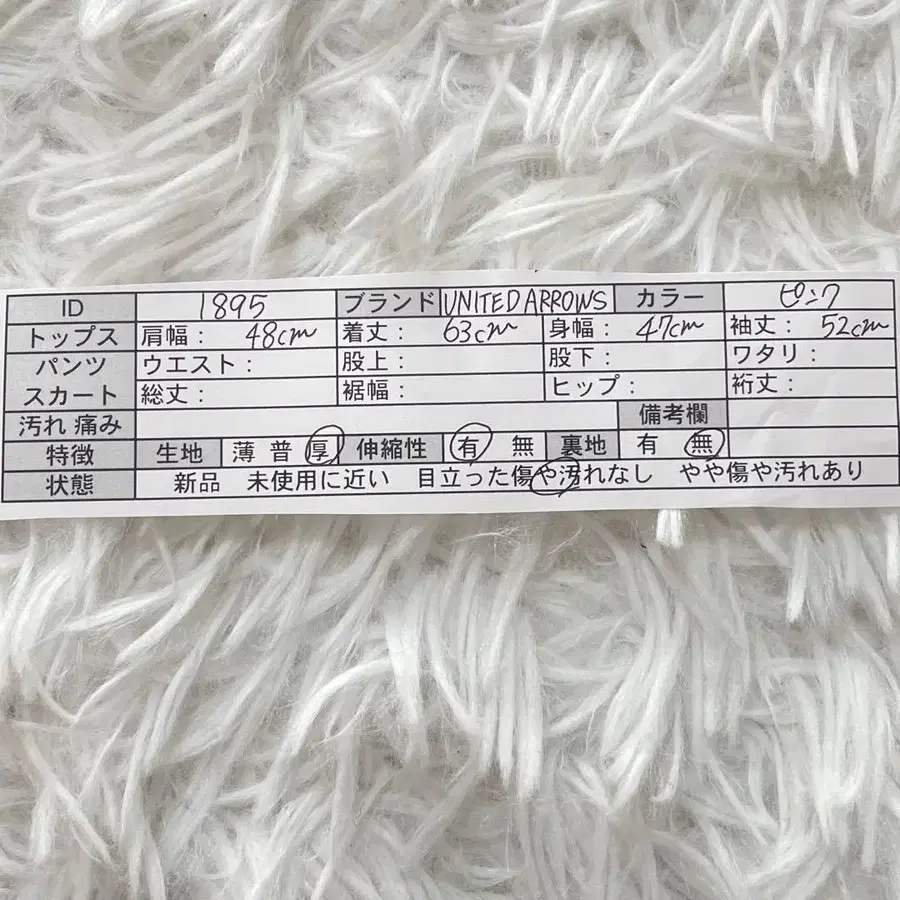 ID 1895 ブランド UNITED ARROWS カラー ピンク
トップス 肩幅： 48cm 着丈： 63cm 身幅： 47cm 袖丈： 52cm
パンツ ウエスト： 股上： 股下： ワタリ：
スカート 総丈： 裾幅： ヒップ： 裄丈：
汚れ 痛み 備考欄
特徴 生地 薄 普 厚 伸縮性 有 無 裏地 有 無
状態 新品 未使用に近い 目立った傷や汚れなし やや傷や汚れあり